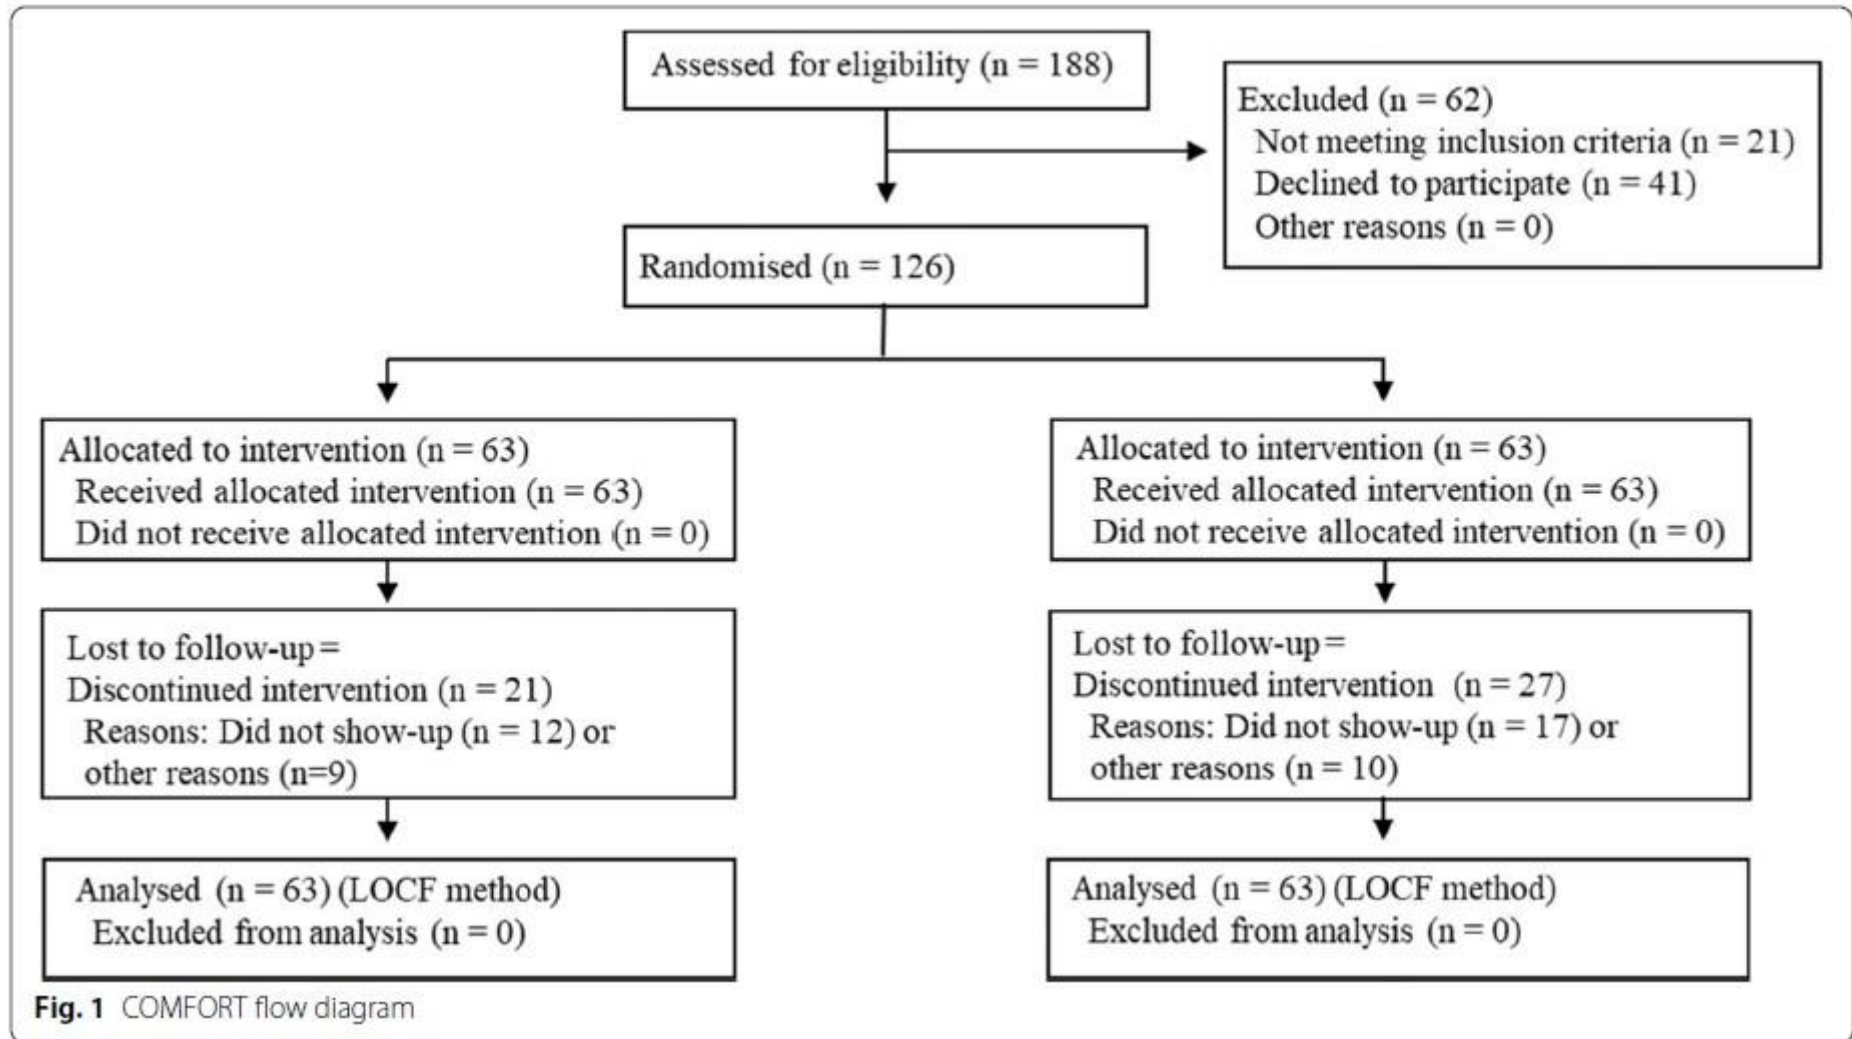 Assessed for eligibility (n = 188)
Excluded (n = 62)
Not meeting inclusion criteria (n = 21)
Declined to participate (n = 41)
Other reasons (n = 0)
Randomised (n = 126)
Allocated to intervention (n = 63)
Received allocated intervention (n = 63)
Did not receive allocated intervention (n = 0)
Allocated to intervention (n = 63)
Received allocated intervention (n = 63)
Did not receive allocated intervention (n = 0)
Lost to follow-up =
Discontinued intervention (n = 21)
Reasons: Did not show-up (n = 12) or
other reasons (n=9)
Lost to follow-up =
Discontinued intervention (n = 27)
Reasons: Did not show-up (n = 17) or
other reasons (n = 10)
Analysed (n = 63) (LOCF method)
Excluded from analysis (n = 0)
Analysed (n = 63) (LOCF method)
Excluded from analysis (n = 0)
Fig. 1 COMFORT flow diagram